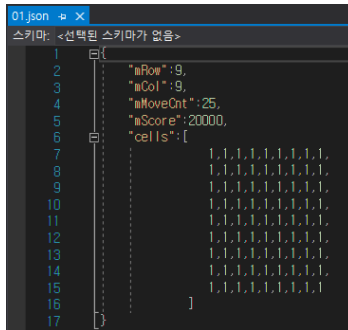 01.json
스키마: <선택된 스키마가 없음>
1 {
2 "mRow":9,
3 "mCol":9,
4 "mMoveCnt":25,
5 "mScore":20000,
6 "cells":[
7 1,1,1,1,1,1,1,1,1,
8 1,1,1,1,1,1,1,1,1,
9 1,1,1,1,1,1,1,1,1,
10 1,1,1,1,1,1,1,1,1,
11 1,1,1,1,1,1,1,1,1,
12 1,1,1,1,1,1,1,1,1,
13 1,1,1,1,1,1,1,1,1,
14 1,1,1,1,1,1,1,1,1,
15 1,1,1,1,1,1,1,1,1
16 ]
17 }